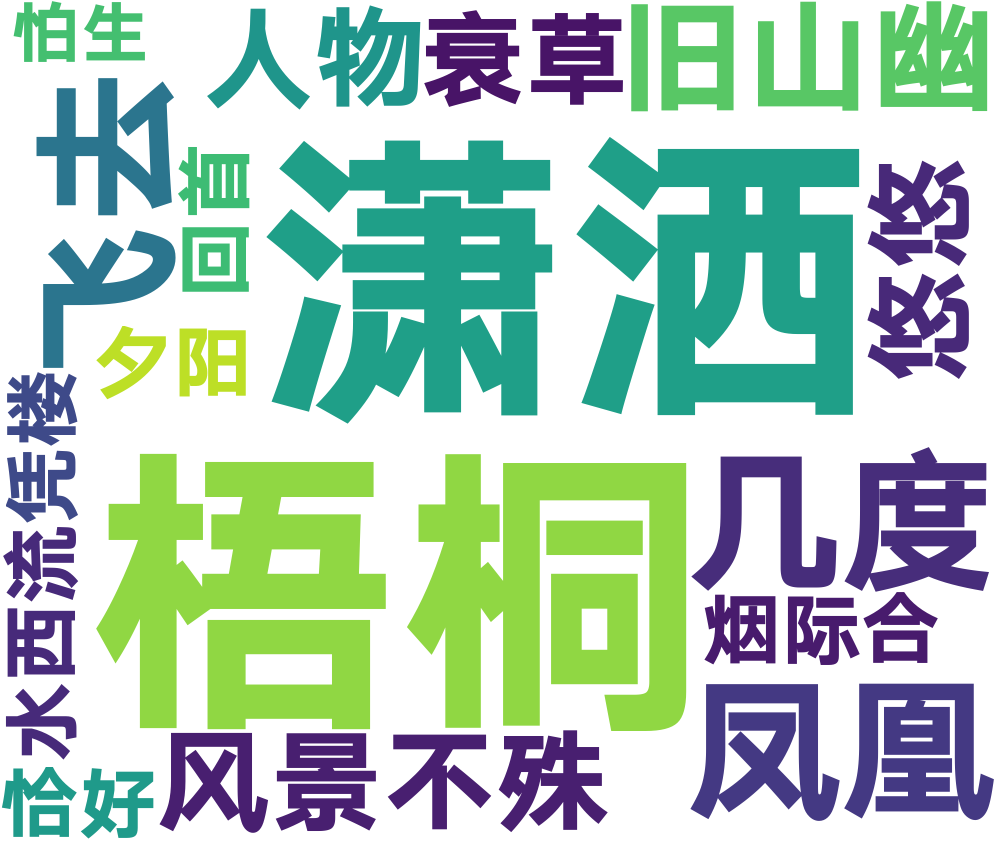 怕生
人物
衰草
旧山幽
飞去
回首
潇洒
悠悠
夕阳
凭楼
梧桐
几度
水西流
烟际合
凤凰
风景不殊
恰好